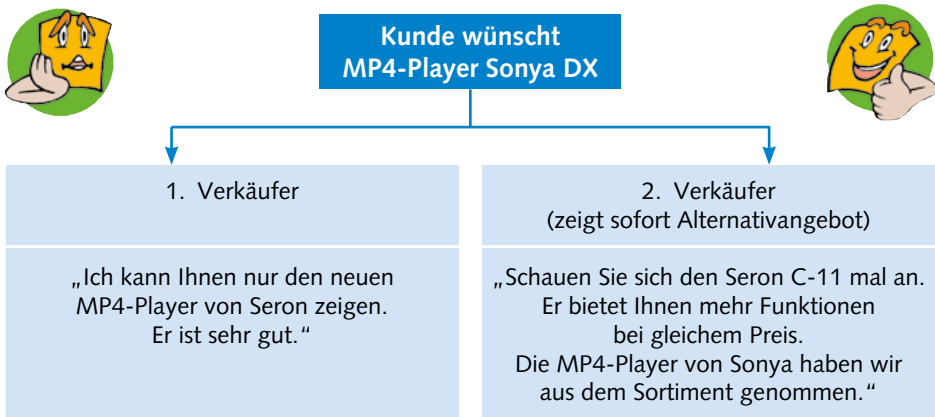 Kunde wünscht
MP4-Player Sonya DX
1. Verkäufer
2. Verkäufer
(zeigt sofort Alternativangebot)
„Ich kann Ihnen nur den neuen
MP4-Player von Seron zeigen.
Er ist sehr gut.“
„Schauen Sie sich den Seron C-11 mal an.
Er bietet Ihnen mehr Funktionen
bei gleichem Preis.
Die MP4-Player von Sonya haben wir
aus dem Sortiment genommen.“